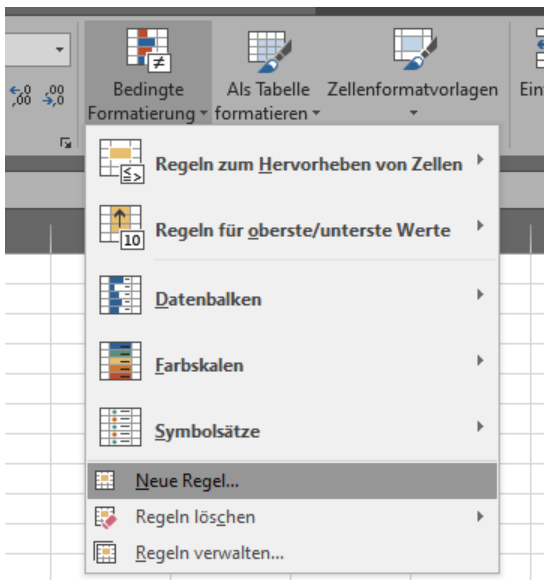 ←,0 ,00
,00 →,0
Bedingte
Formatierung
Als Tabelle
formatieren
Zellenformatvorlagen
Ein
Regeln zum Hervorheben von Zellen
Regeln für oberste/unterste Werte
10
Datenbalken
Farbskalen
Symbolsätze
Neue Regel...
Regeln löschen
Regeln verwalten...